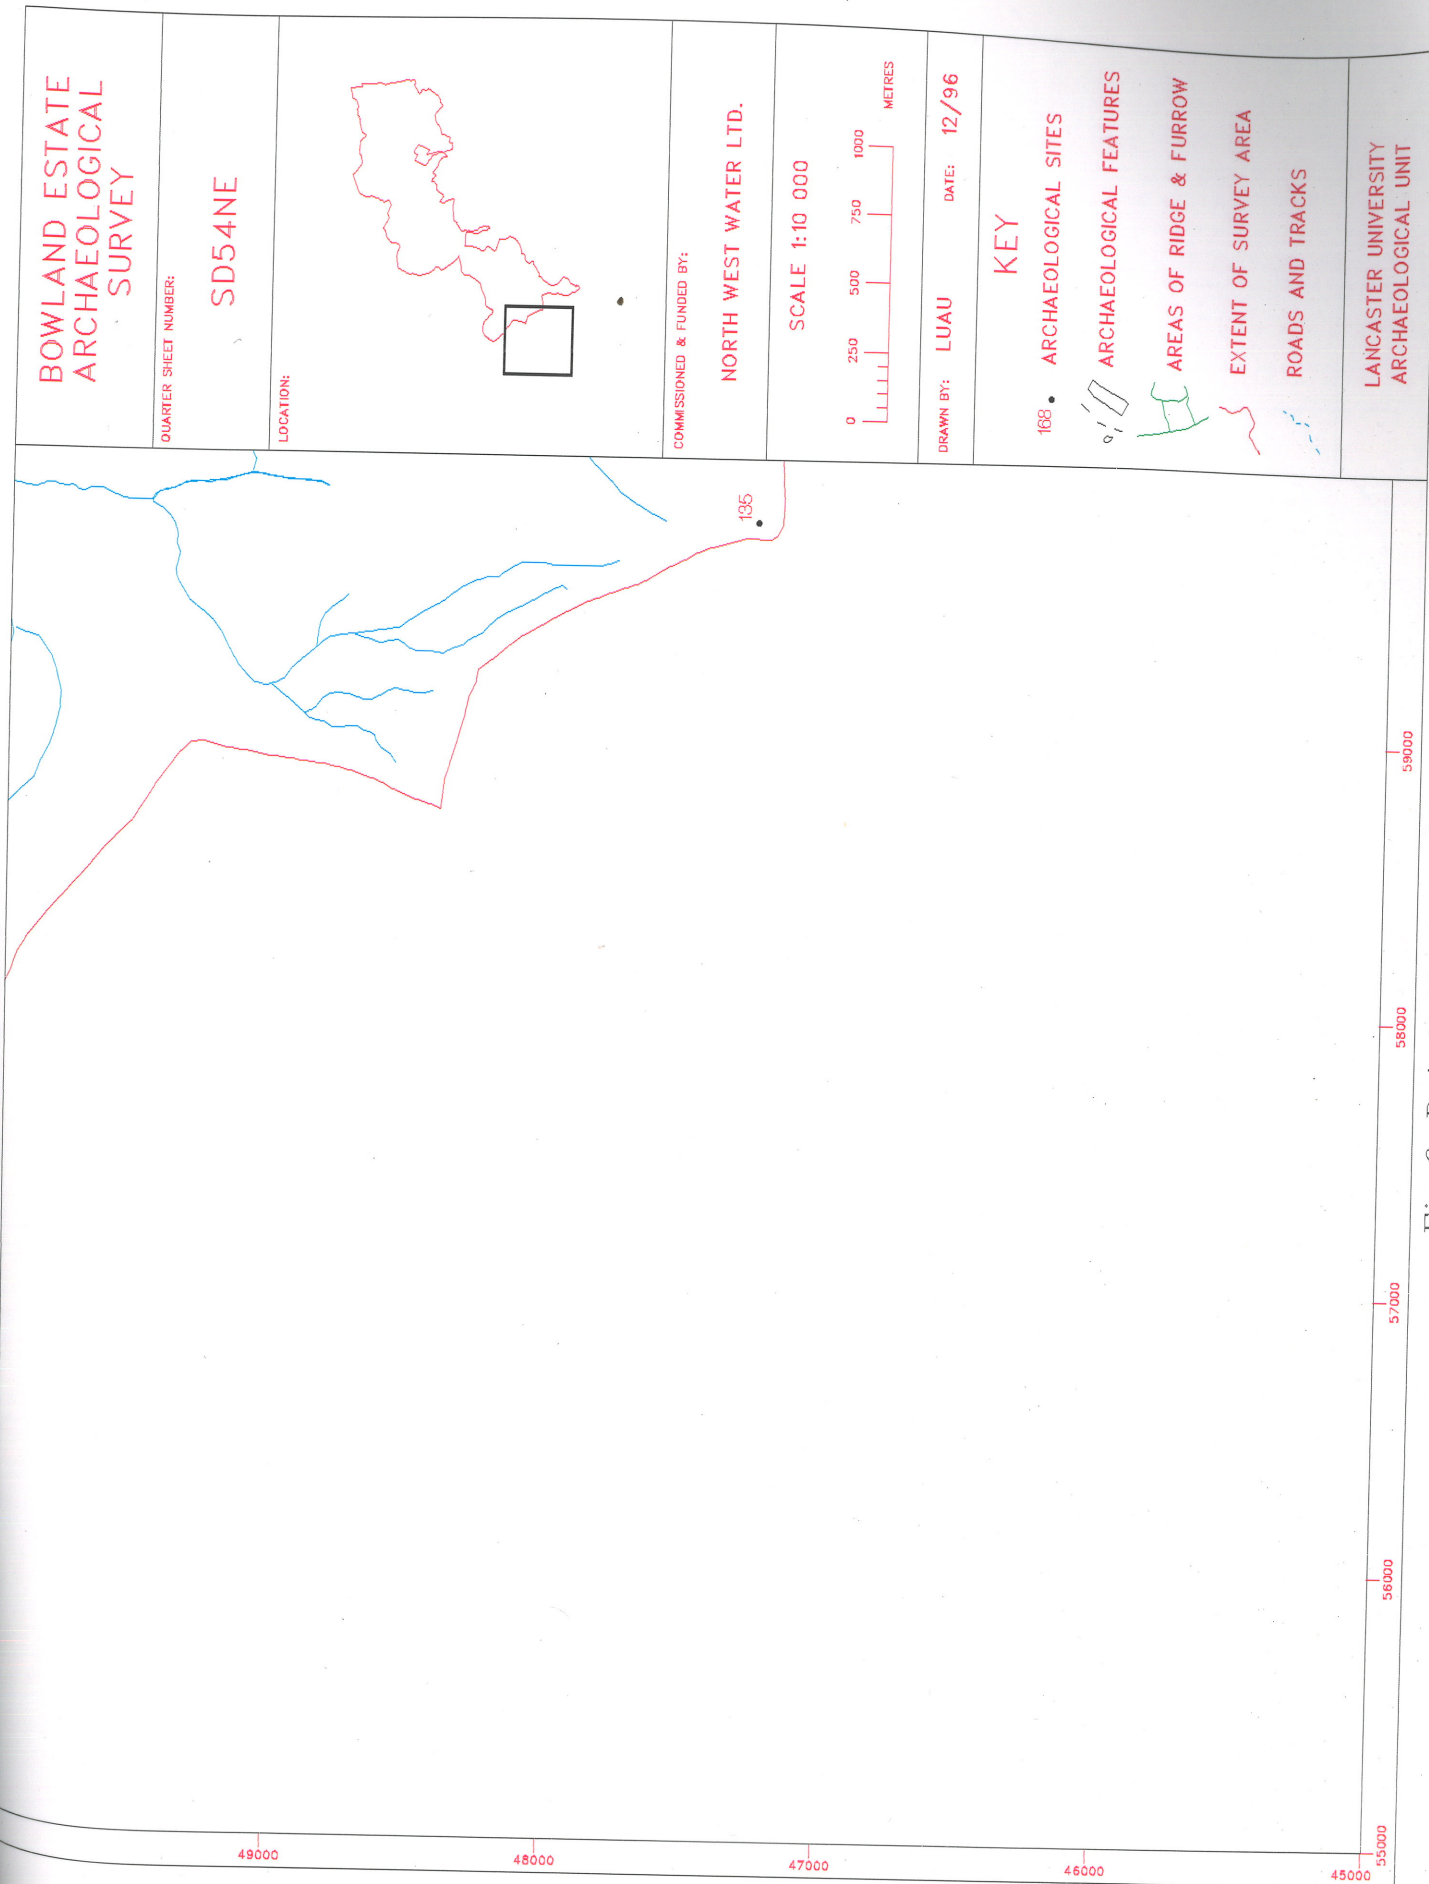 BOWLAND ESTATE
ARCHAEOLOGICAL
SURVEY
QUARTER SHEET NUMBER:
SD54NE
LOCATION:
COMMISSIONED & FUNDED BY:
NORTH WEST WATER LTD.
SCALE 1:10 000
0 250 500 750 1000
METRES
DRAWN BY: LUAU DATE: 12/96
KEY
168 ARCHAEOLOGICAL SITES
ARCHAEOLOGICAL FEATURES
AREAS OF RIDGE & FURROW
EXTENT OF SURVEY AREA
ROADS AND TRACKS
LANCASTER UNIVERSITY
ARCHAEOLOGICAL UNIT
195
49000
48000
47000
46000
45000
55000
56000
57000
58000
59000